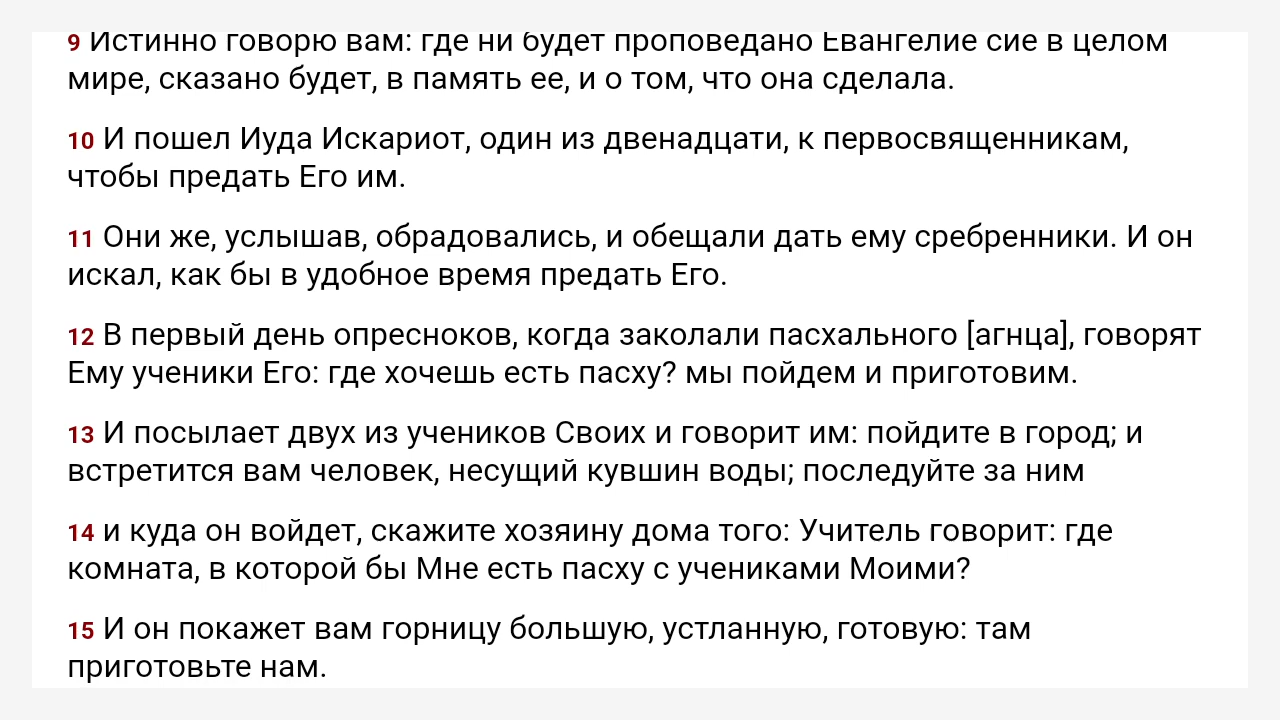 9 Истинно говорю вам: где ни будет проповедано Евангелие сие в целом
мире, сказано будет, в память ее, и о том, что она сделала.
10 И пошел Иуда Искариот, один из двенадцати, к первосвященникам,
чтобы предать Его им.
11 Они же, услышав, обрадовались, и обещали дать ему сребренники. И он
искал, как бы в удобное время предать Его.
12 В первый день опресноков, когда заколали пасхального [агнца], говорят
Ему ученики Его: где хочешь есть пасху? мы пойдем и приготовим.
13 И посылает двух из учеников Своих и говорит им: пойдите в город; и
встретится вам человек, несущий кувшин воды; последуйте за ним
14 и куда он войдет, скажите хозяину дома того: Учитель говорит: где
комната, в которой бы Мне есть пасху с учениками Моими?
15 И он покажет вам горницу большую, устланную, готовую: там
приготовьте нам.